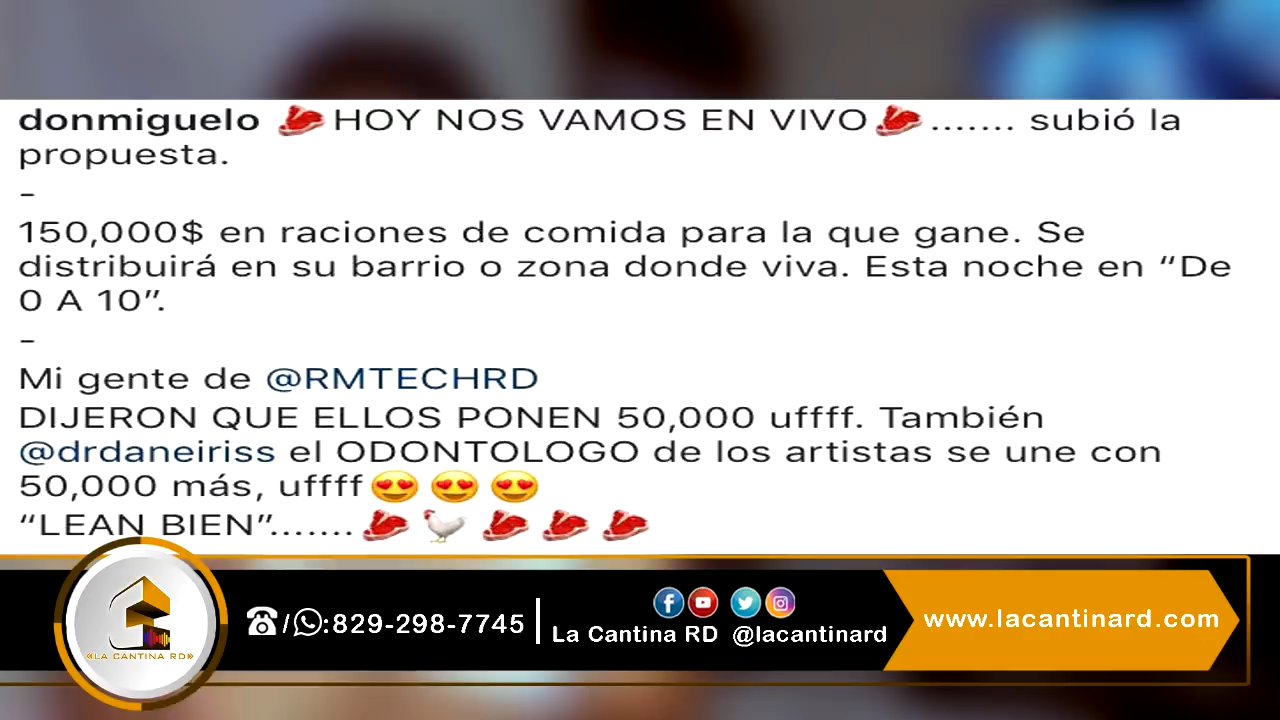 donmiguelo 🥩HOY NOS VAMOS EN VIVO🥩....... subió la
propuesta.
-
150,000$ en raciones de comida para la que gane. Se
distribuirá en su barrio o zona donde viva. Esta noche en “De
0 A 10”.
-
Mi gente de @RMTECHRD
DIJERON QUE ELLOS PONEN 50,000 uffff. También
@drdaneiriss el ODONTOLOGO de los artistas se une con
50,000 más, uffff😍😍😍
“LEAN BIEN”.......🥩🐓🥩🥩🥩
«LA CANTINA RD»
/ :829-298-7745
La Cantina RD @lacantinard
www.lacantinard.com